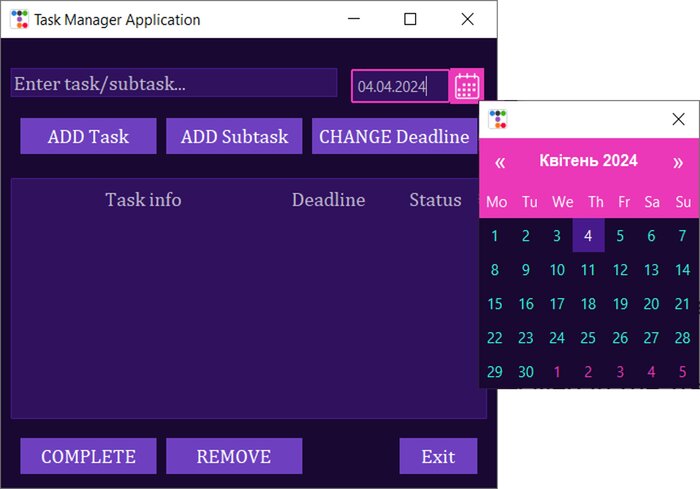 Task Manager Application
Enter task/subtask...
04.04.2024
ADD Task
ADD Subtask
CHANGE Deadline
Task info Deadline Status
COMPLETE
REMOVE
Exit
« Квітень 2024 »
Mo Tu We Th Fr Sa Su
1 2 3 4 5 6 7
8 9 10 11 12 13 14
15 16 17 18 19 20 21
22 23 24 25 26 27 28
29 30 1 2 3 4 5